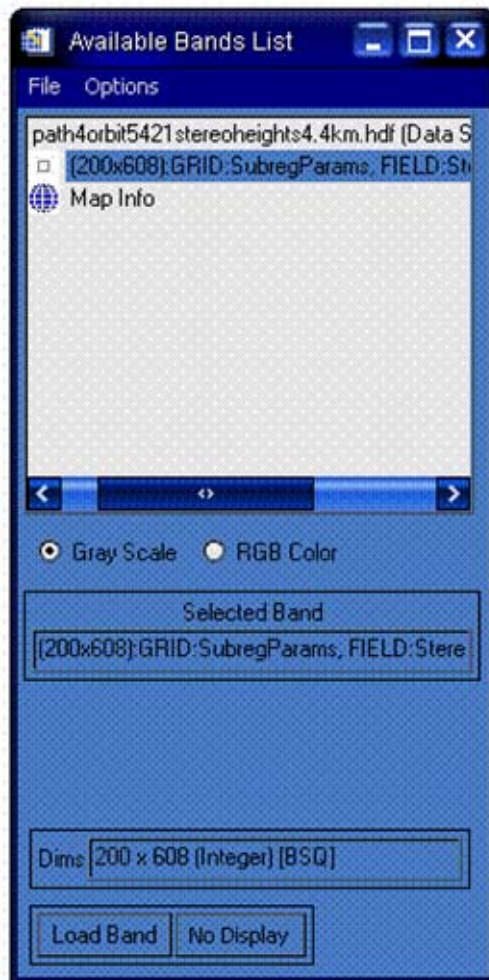 Available Bands List
File Options
path4orbit5421stereoheights4.4km.hdf (Data S
(200x608):GRID:SubregParams, FIELD:Ste
Map Info
Gray Scale RGB Color
Selected Band
(200x608):GRID:SubregParams, FIELD:Stere
Dims 200 x 608 (Integer) [BSQ]
Load Band No Display